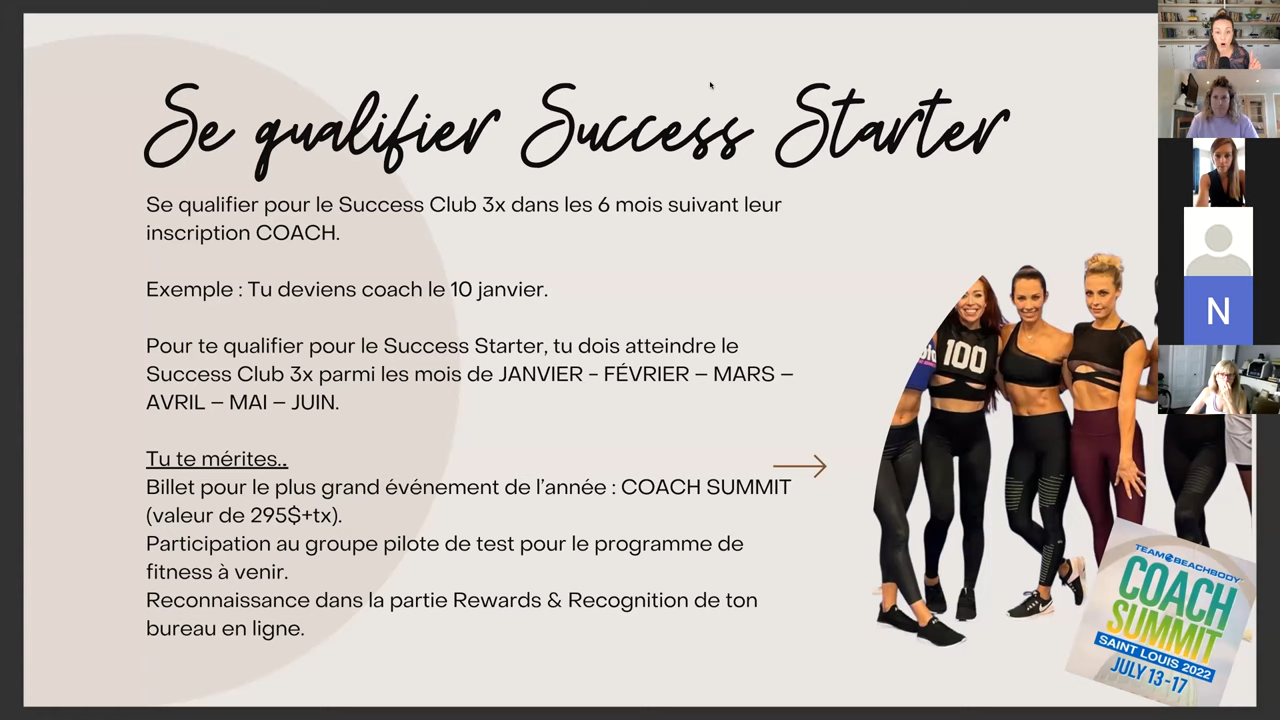 Se qualifier Success Starter
Se qualifier pour le Success Club 3x dans les 6 mois suivant leur
inscription COACH.
Exemple : Tu deviens coach le 10 janvier.
Pour te qualifier pour le Success Starter, tu dois atteindre le
Success Club 3x parmi les mois de JANVIER - FÉVRIER – MARS –
AVRIL – MAI – JUIN.
Tu te mérites..
Billet pour le plus grand événement de l'année : COACH SUMMIT
(valeur de 295$+tx).
Participation au groupe pilote de test pour le programme de
fitness à venir.
Reconnaissance dans la partie Rewards & Recognition de ton
bureau en ligne.
100
TEAM BEACHBODY
COACH
SUMMIT
SAINT LOUIS 2022
JULY 13-17
N